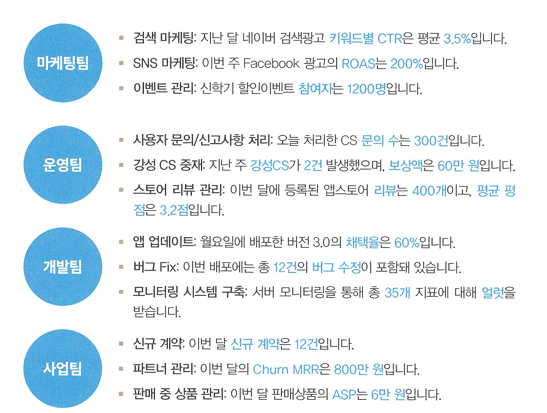 마케팅팀
검색 마케팅: 지난 달 네이버 검색광고 키워드별 CTR은 평균 3.5%입니다.
SNS 마케팅: 이번 주 Facebook 광고의 ROAS는 200%입니다.
이벤트 관리: 신학기 할인이벤트 참여자는 1200명입니다.
운영팀
사용자 문의/신고사항 처리: 오늘 처리한 CS 문의 수는 300건입니다.
강성 CS 중재: 지난 주 강성CS가 2건 발생했으며, 보상액은 60만 원입니다.
스토어 리뷰 관리: 이번 달에 등록된 앱스토어 리뷰는 400개이고, 평균 평
점은 3.2점입니다.
개발팀
앱 업데이트: 월요일에 배포한 버전 3.0의 채택율은 60%입니다.
버그 Fix: 이번 배포에는 총 12건의 버그 수정이 포함돼 있습니다.
모니터링 시스템 구축: 서버 모니터링을 통해 총 35개 지표에 대해 얼럿을
받습니다.
사업팀
신규 계약: 이번 달 신규 계약은 12건입니다.
파트너 관리: 이번 달의 Churn MRR은 800만 원입니다.
판매 중 상품 관리: 이번 달 판매상품의 ASP는 6만 원입니다.